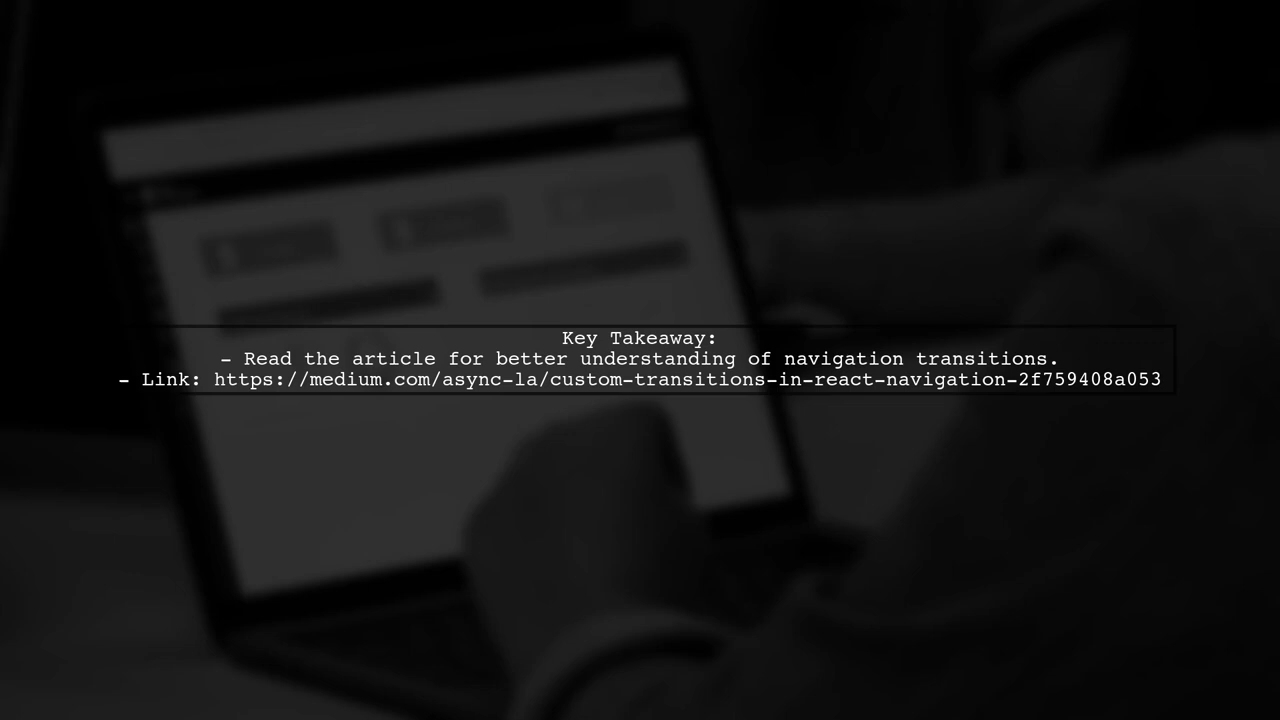 Key Takeaway:
- Read the article for better understanding of navigation transitions.
- Link: https://medium.com/async-la/custom-transitions-in-react-navigation-2f759408a053